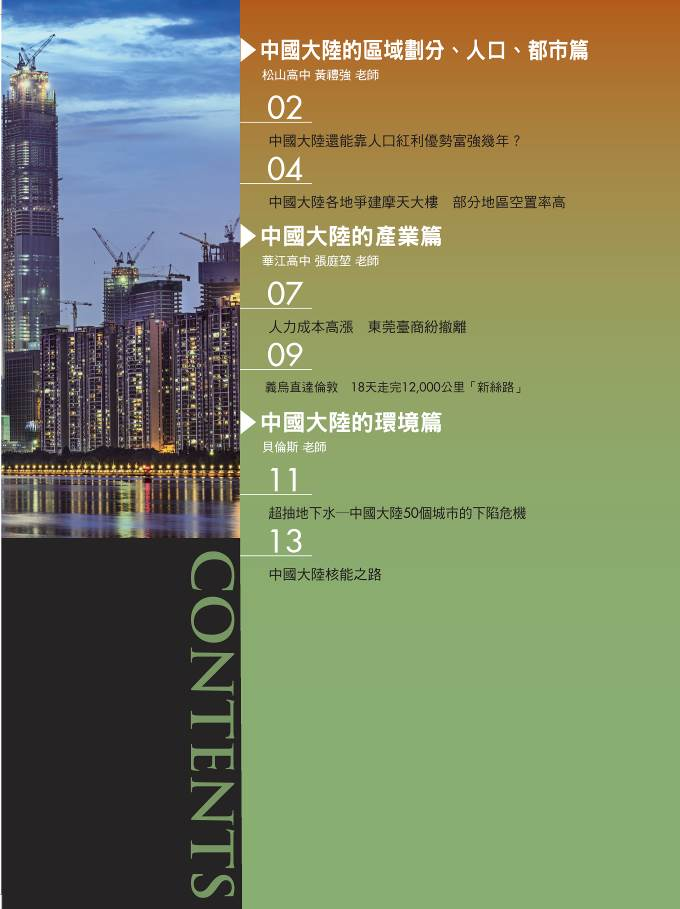 中國大陸的區域劃分、人口、都市篇
松山高中 黃禮強 老師
02
中國大陸還能靠人口紅利優勢富強幾年？
04
中國大陸各地爭建摩天大樓　部分地區空置率高
中國大陸的產業篇
華江高中 張庭堃 老師
07
人力成本高漲　東莞臺商紛撤離
09
義烏直達倫敦　18天走完12,000公里「新絲路」
中國大陸的環境篇
貝倫斯 老師
11
超抽地下水─中國大陸50個城市的下陷危機
13
中國大陸核能之路
CONTENTS